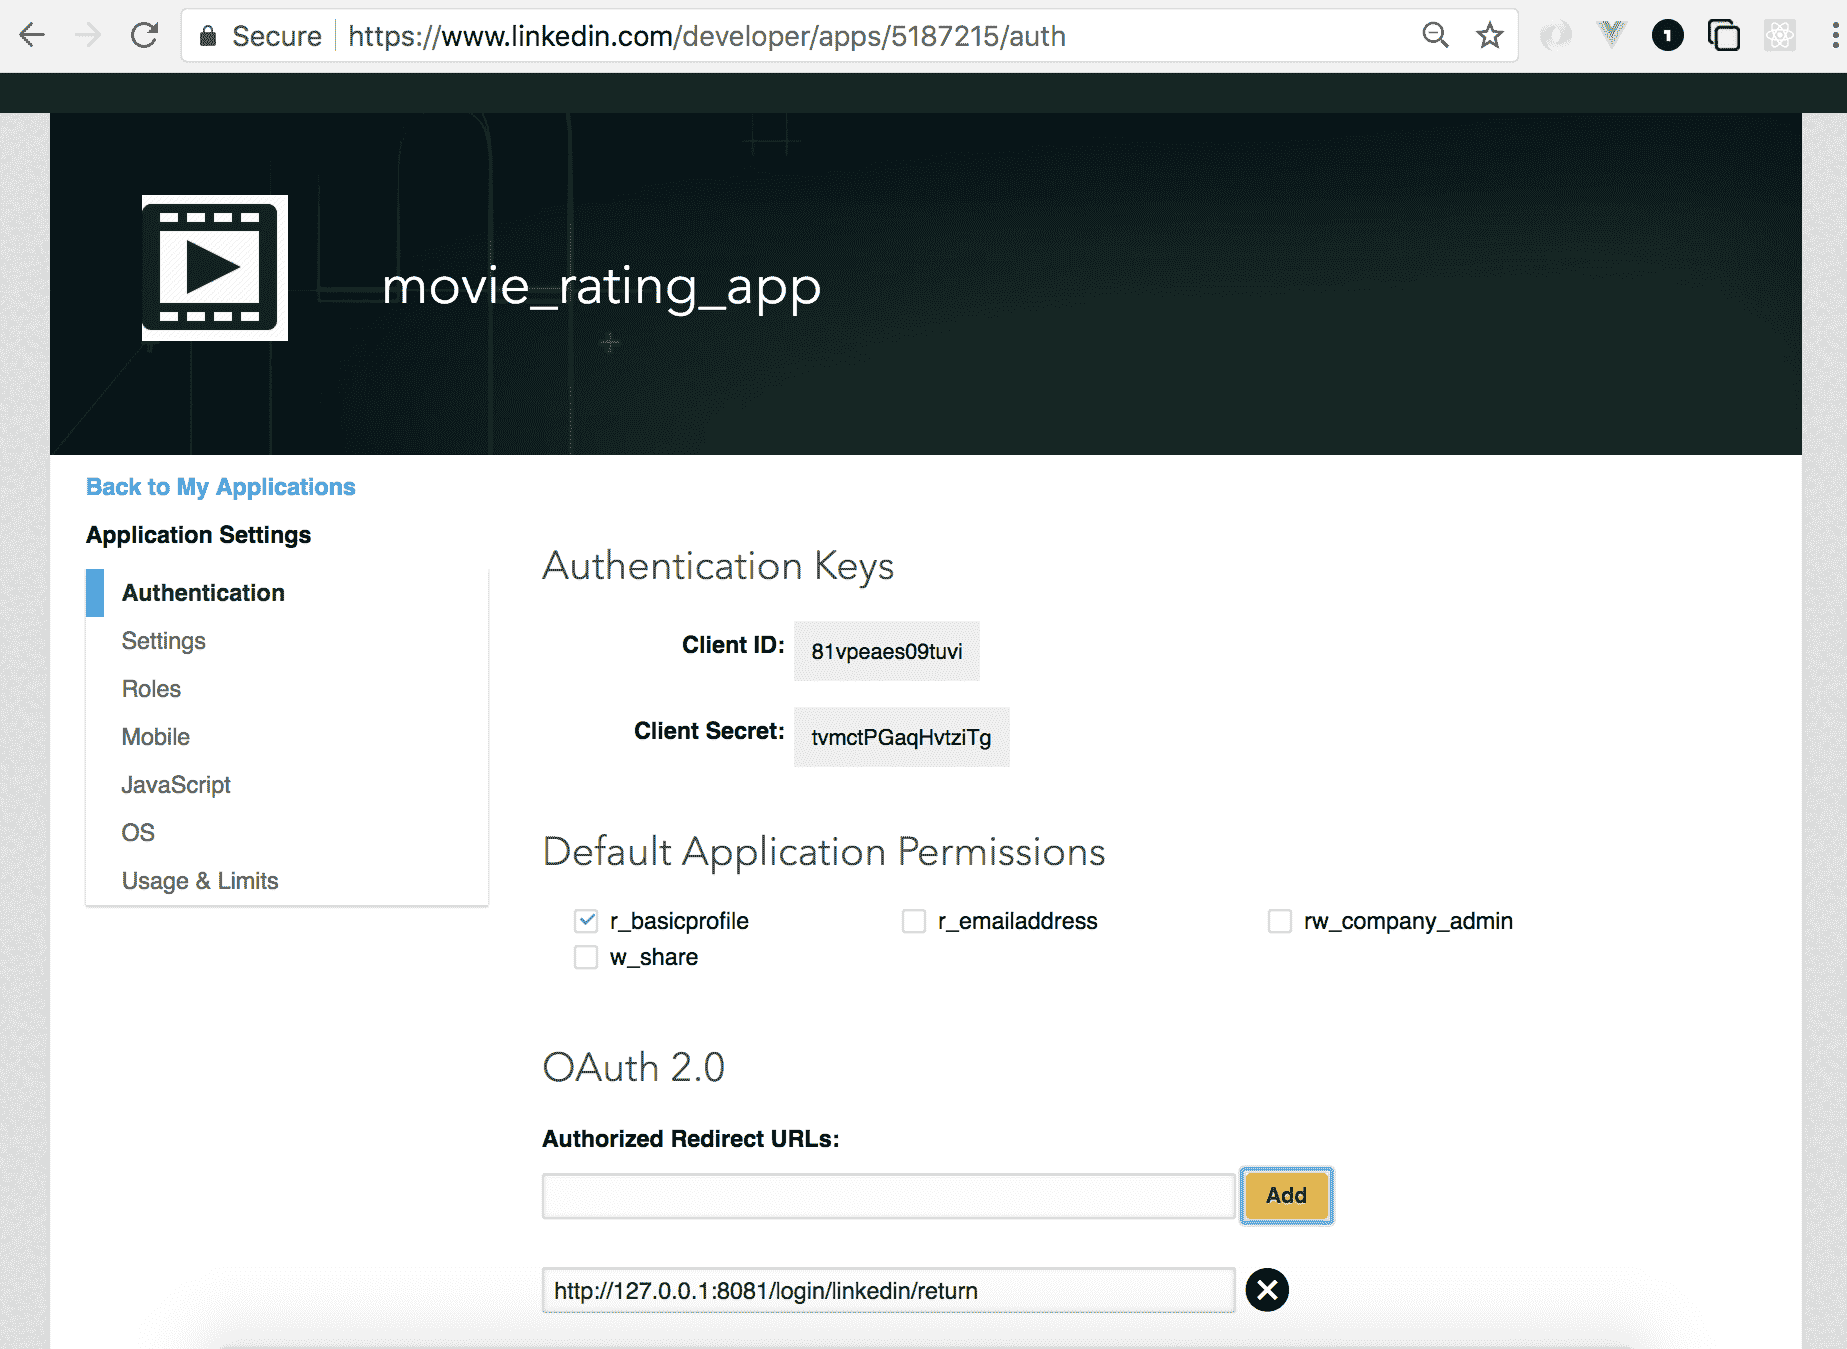 Secure | https://www.linkedin.com/developer/apps/5187215/auth
1
movie_rating_app
Back to My Applications
Application Settings
Authentication
Settings
Roles
Mobile
JavaScript
OS
Usage & Limits
Authentication Keys
Client ID: 81vpeaes09tuvi
Client Secret: tvmctPGaqHvtziTg
Default Application Permissions
r_basicprofile r_emailaddress rw_company_admin
w_share
OAuth 2.0
Authorized Redirect URLs:
Add
http://127.0.0.1:8081/login/linkedin/return